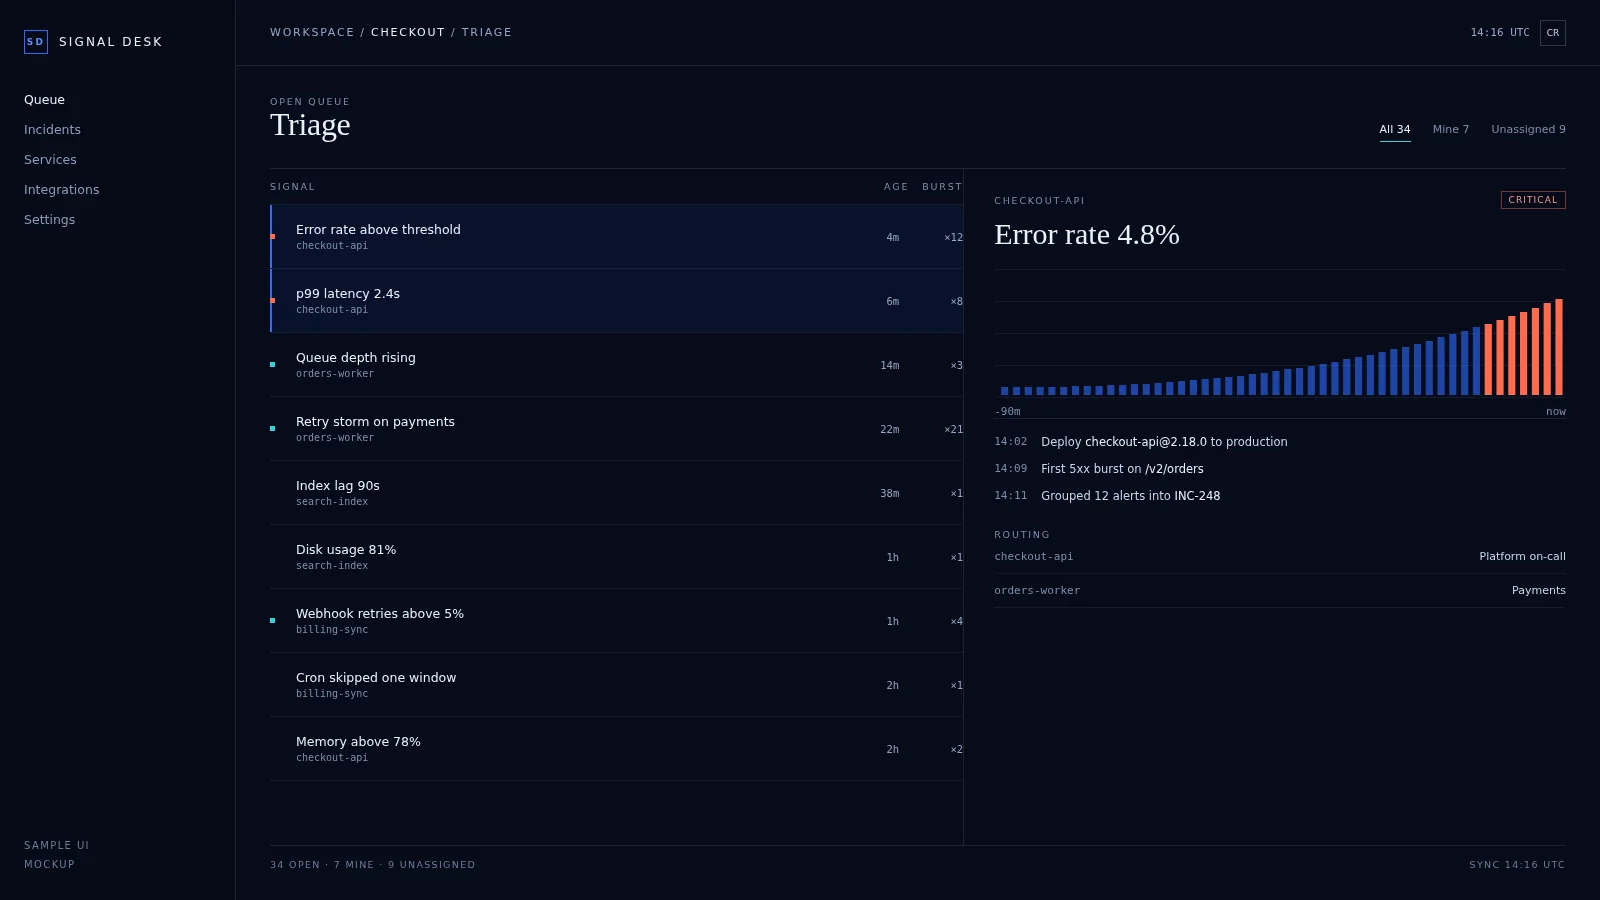 SD SIGNAL DESK
Queue
Incidents
Services
Integrations
Settings
SAMPLE UI
MOCKUP
WORKSPACE / CHECKOUT / TRIAGE
14:16 UTC CR
OPEN QUEUE
Triage
All 34 Mine 7 Unassigned 9
SIGNAL AGE BURST
Error rate above threshold
checkout-api
4m ×12
p99 latency 2.4s
checkout-api
6m ×8
Queue depth rising
orders-worker
14m ×3
Retry storm on payments
orders-worker
22m ×21
Index lag 90s
search-index
38m ×1
Disk usage 81%
search-index
1h ×1
Webhook retries above 5%
billing-sync
1h ×4
Cron skipped one window
billing-sync
2h ×1
Memory above 78%
checkout-api
2h ×2
CHECKOUT-API CRITICAL
Error rate 4.8%
-90m now
14:02 Deploy checkout-api@2.18.0 to production
14:09 First 5xx burst on /v2/orders
14:11 Grouped 12 alerts into INC-248
ROUTING
checkout-api Platform on-call
orders-worker Payments
34 OPEN · 7 MINE · 9 UNASSIGNED
SYNC 14:16 UTC